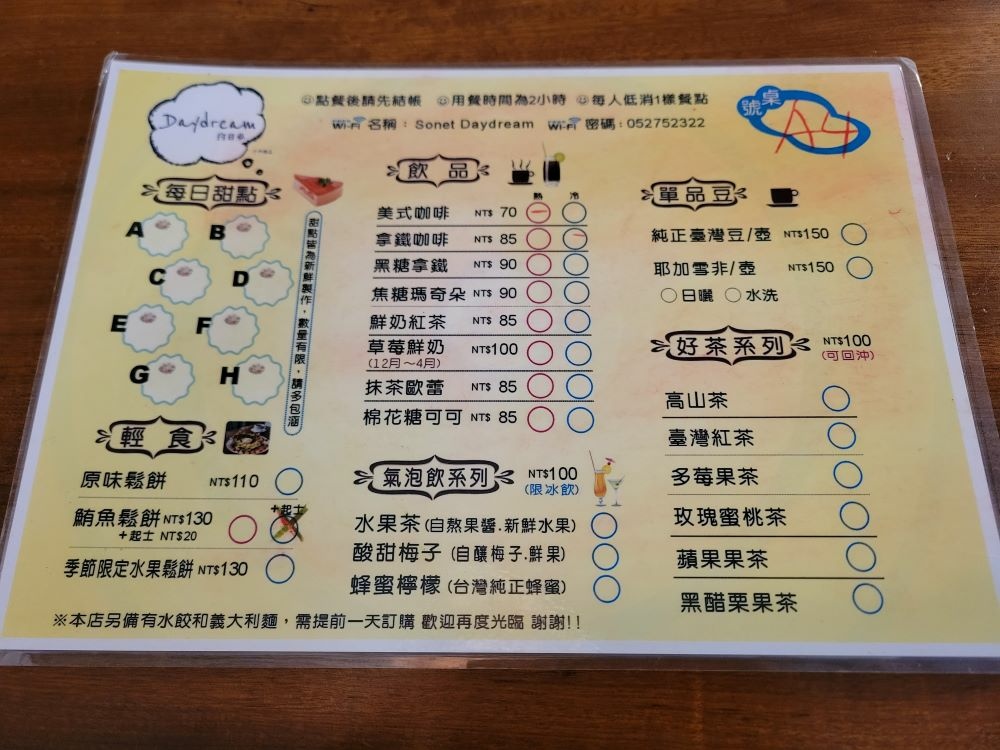 Daydream
☺點餐後請先結帳 ☺用餐時間為2小時 ☺每人低消1樣餐點
Wi-Fi 名稱：Sonet Daydream Wi-Fi 密碼：052752322
桌號 A4
每日甜點
A B
C D
E F
G H
甜點皆為新鮮製作，數量有限，請多包涵
輕食
原味鬆餅 NT$110
鮪魚鬆餅 NT$130 +起士
+起士 NT$20
季節限定水果鬆餅 NT$130
飲品
熱 冷
美式咖啡 NT$ 70
拿鐵咖啡 NT$ 85
黑糖拿鐵 NT$ 90
焦糖瑪奇朵 NT$ 90
鮮奶紅茶 NT$ 85
草莓鮮奶 NT$100
(12月～4月)
抹茶歐蕾 NT$ 85
棉花糖可可 NT$ 85
氣泡飲系列 NT$100
(限冰飲)
水果茶(自熬果醬.新鮮水果)
酸甜梅子 (自釀梅子.鮮果)
蜂蜜檸檬 (台灣純正蜂蜜)
單品豆
純正臺灣豆/壺 NT$150
耶加雪非/壺 NT$150
○日曬 ○水洗
好茶系列 NT$100
(可回沖)
高山茶
臺灣紅茶
多莓果茶
玫瑰蜜桃茶
蘋果果茶
黑醋栗果茶
※本店另備有水餃和義大利麵，需提前一天訂購 歡迎再度光臨 謝謝!!